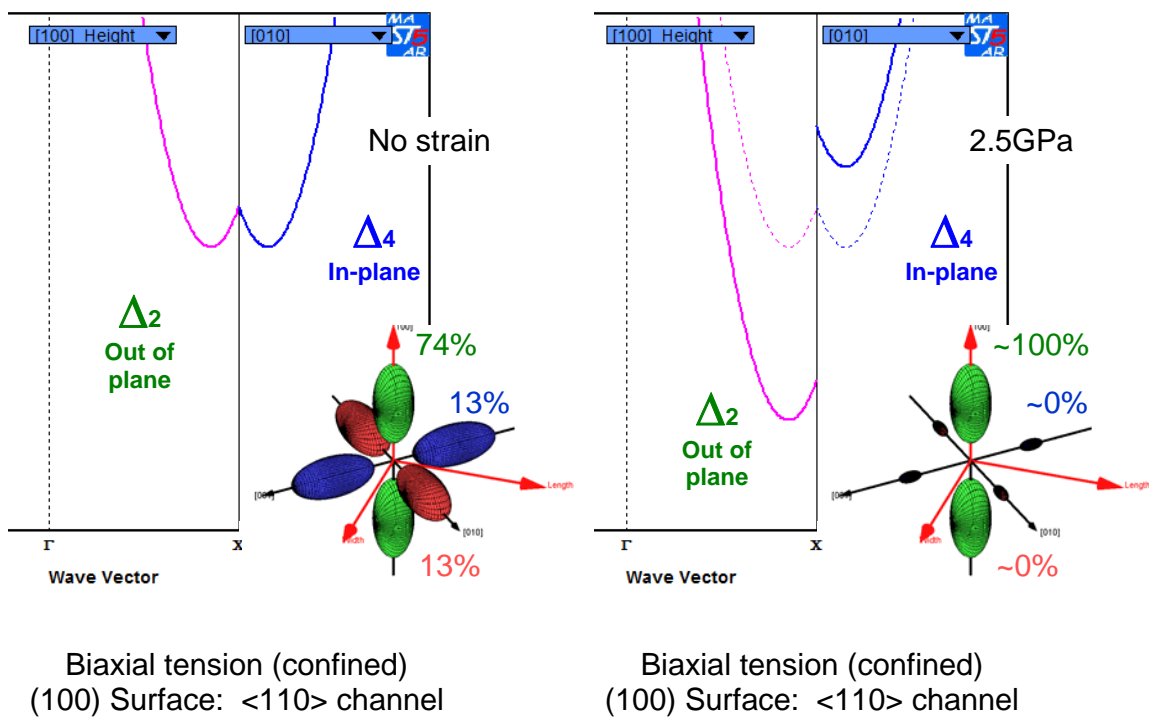 [100] Height
[010]
MA
ST5
AB
No strain
Δ4
In-plane
Δ2
Out of
plane
[100]
74%
13%
[001]
Length
Width
[010]
13%
Γ
X
Wave Vector
Biaxial tension (confined)
(100) Surface: <110> channel
[100] Height
[010]
MA
ST5
AB
2.5GPa
Δ4
In-plane
Δ2
Out of
plane
[100]
~100%
~0%
[001]
Length
Width
[010]
~0%
Γ
X
Wave Vector
Biaxial tension (confined)
(100) Surface: <110> channel